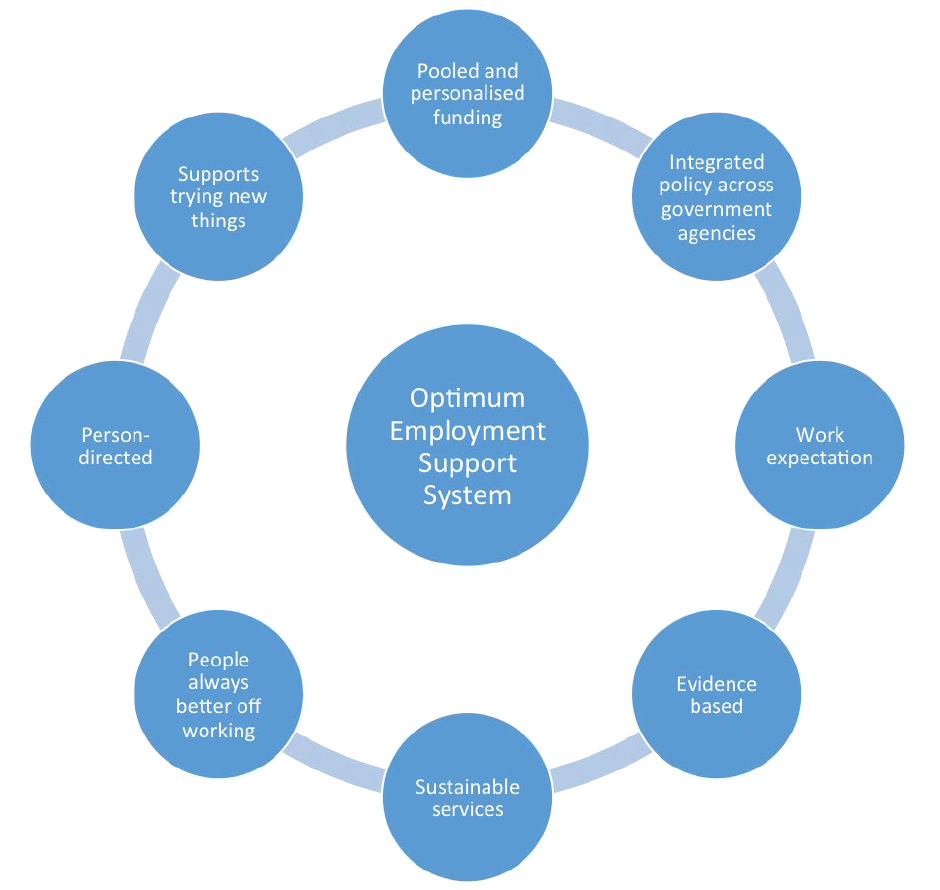 Pooled and
personalised
funding
Integrated
policy across
government
agencies
Work
expectation
Evidence
based
Sustainable
services
People
always
better off
working
Person-
directed
Supports
trying new
things
Optimum
Employment
Support
System